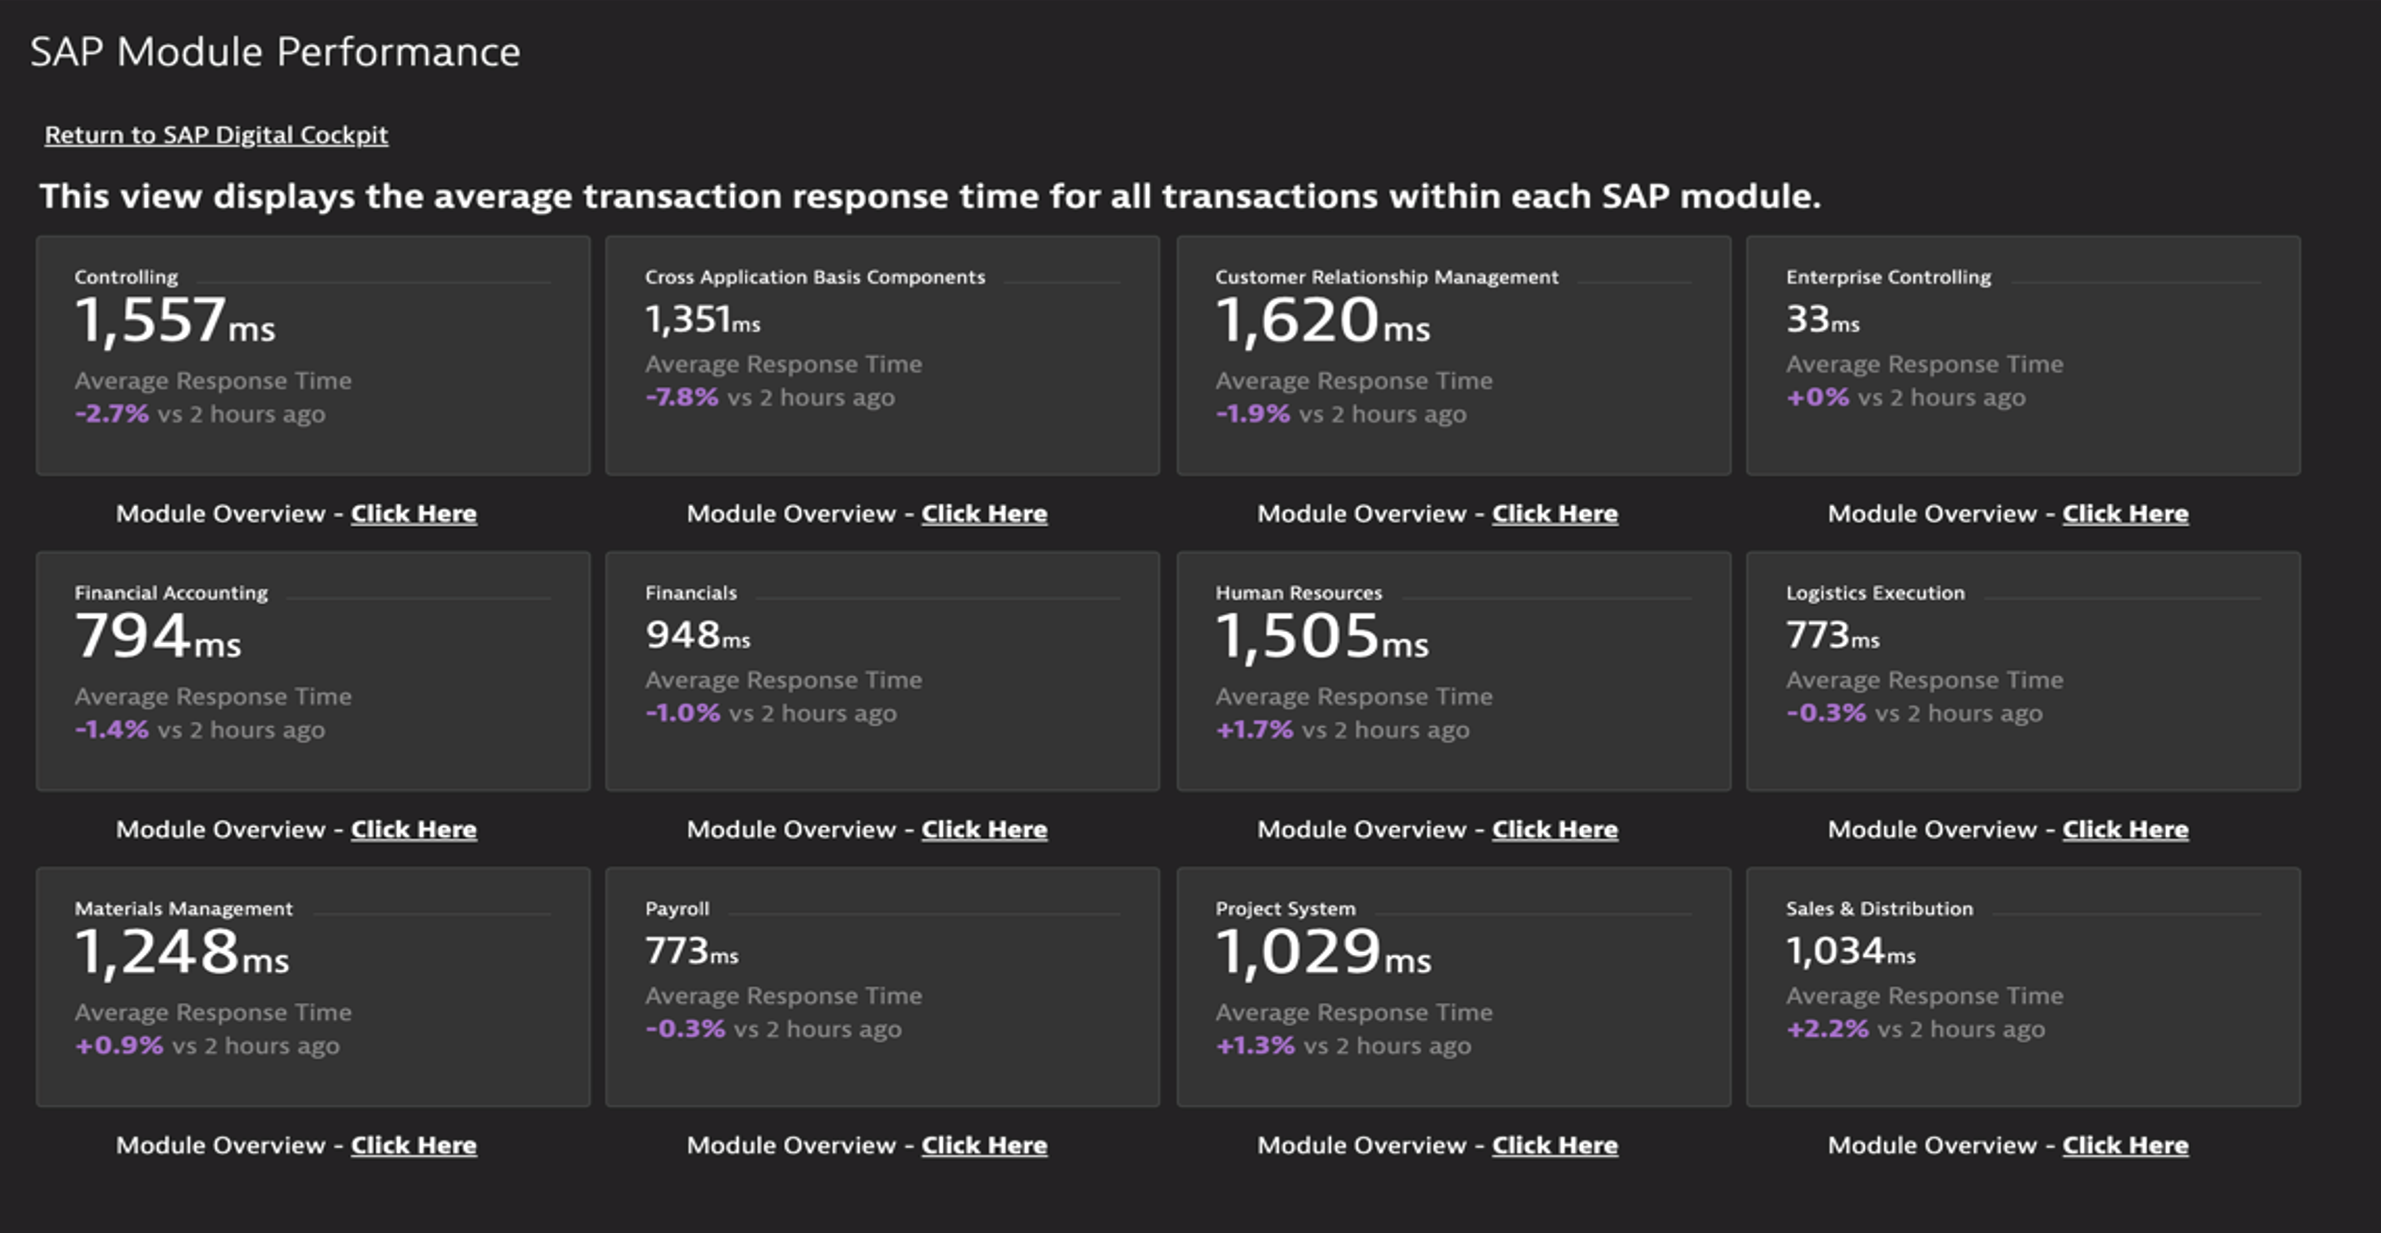 SAP Module Performance
Return to SAP Digital Cockpit
This view displays the average transaction response time for all transactions within each SAP module.
Controlling
1,557ms
Average Response Time
-2.7% vs 2 hours ago
Module Overview - Click Here
Cross Application Basis Components
1,351ms
Average Response Time
-7.8% vs 2 hours ago
Module Overview - Click Here
Customer Relationship Management
1,620ms
Average Response Time
-1.9% vs 2 hours ago
Module Overview - Click Here
Enterprise Controlling
33ms
Average Response Time
+0% vs 2 hours ago
Module Overview - Click Here
Financial Accounting
794ms
Average Response Time
-1.4% vs 2 hours ago
Module Overview - Click Here
Financials
948ms
Average Response Time
-1.0% vs 2 hours ago
Module Overview - Click Here
Human Resources
1,505ms
Average Response Time
+1.7% vs 2 hours ago
Module Overview - Click Here
Logistics Execution
773ms
Average Response Time
-0.3% vs 2 hours ago
Module Overview - Click Here
Materials Management
1,248ms
Average Response Time
+0.9% vs 2 hours ago
Module Overview - Click Here
Payroll
773ms
Average Response Time
-0.3% vs 2 hours ago
Module Overview - Click Here
Project System
1,029ms
Average Response Time
+1.3% vs 2 hours ago
Module Overview - Click Here
Sales & Distribution
1,034ms
Average Response Time
+2.2% vs 2 hours ago
Module Overview - Click Here